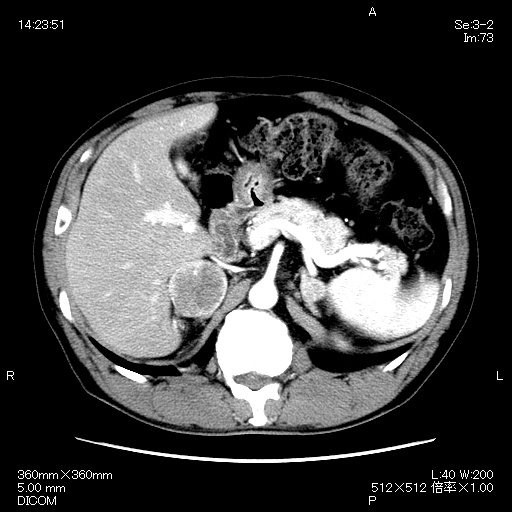 A
14:23:51
Se:3-2
Im:73
R
L
360mm×360mm
5.00 mm
DICOM
L:40 W:200
512×512 倍率×1.00
P